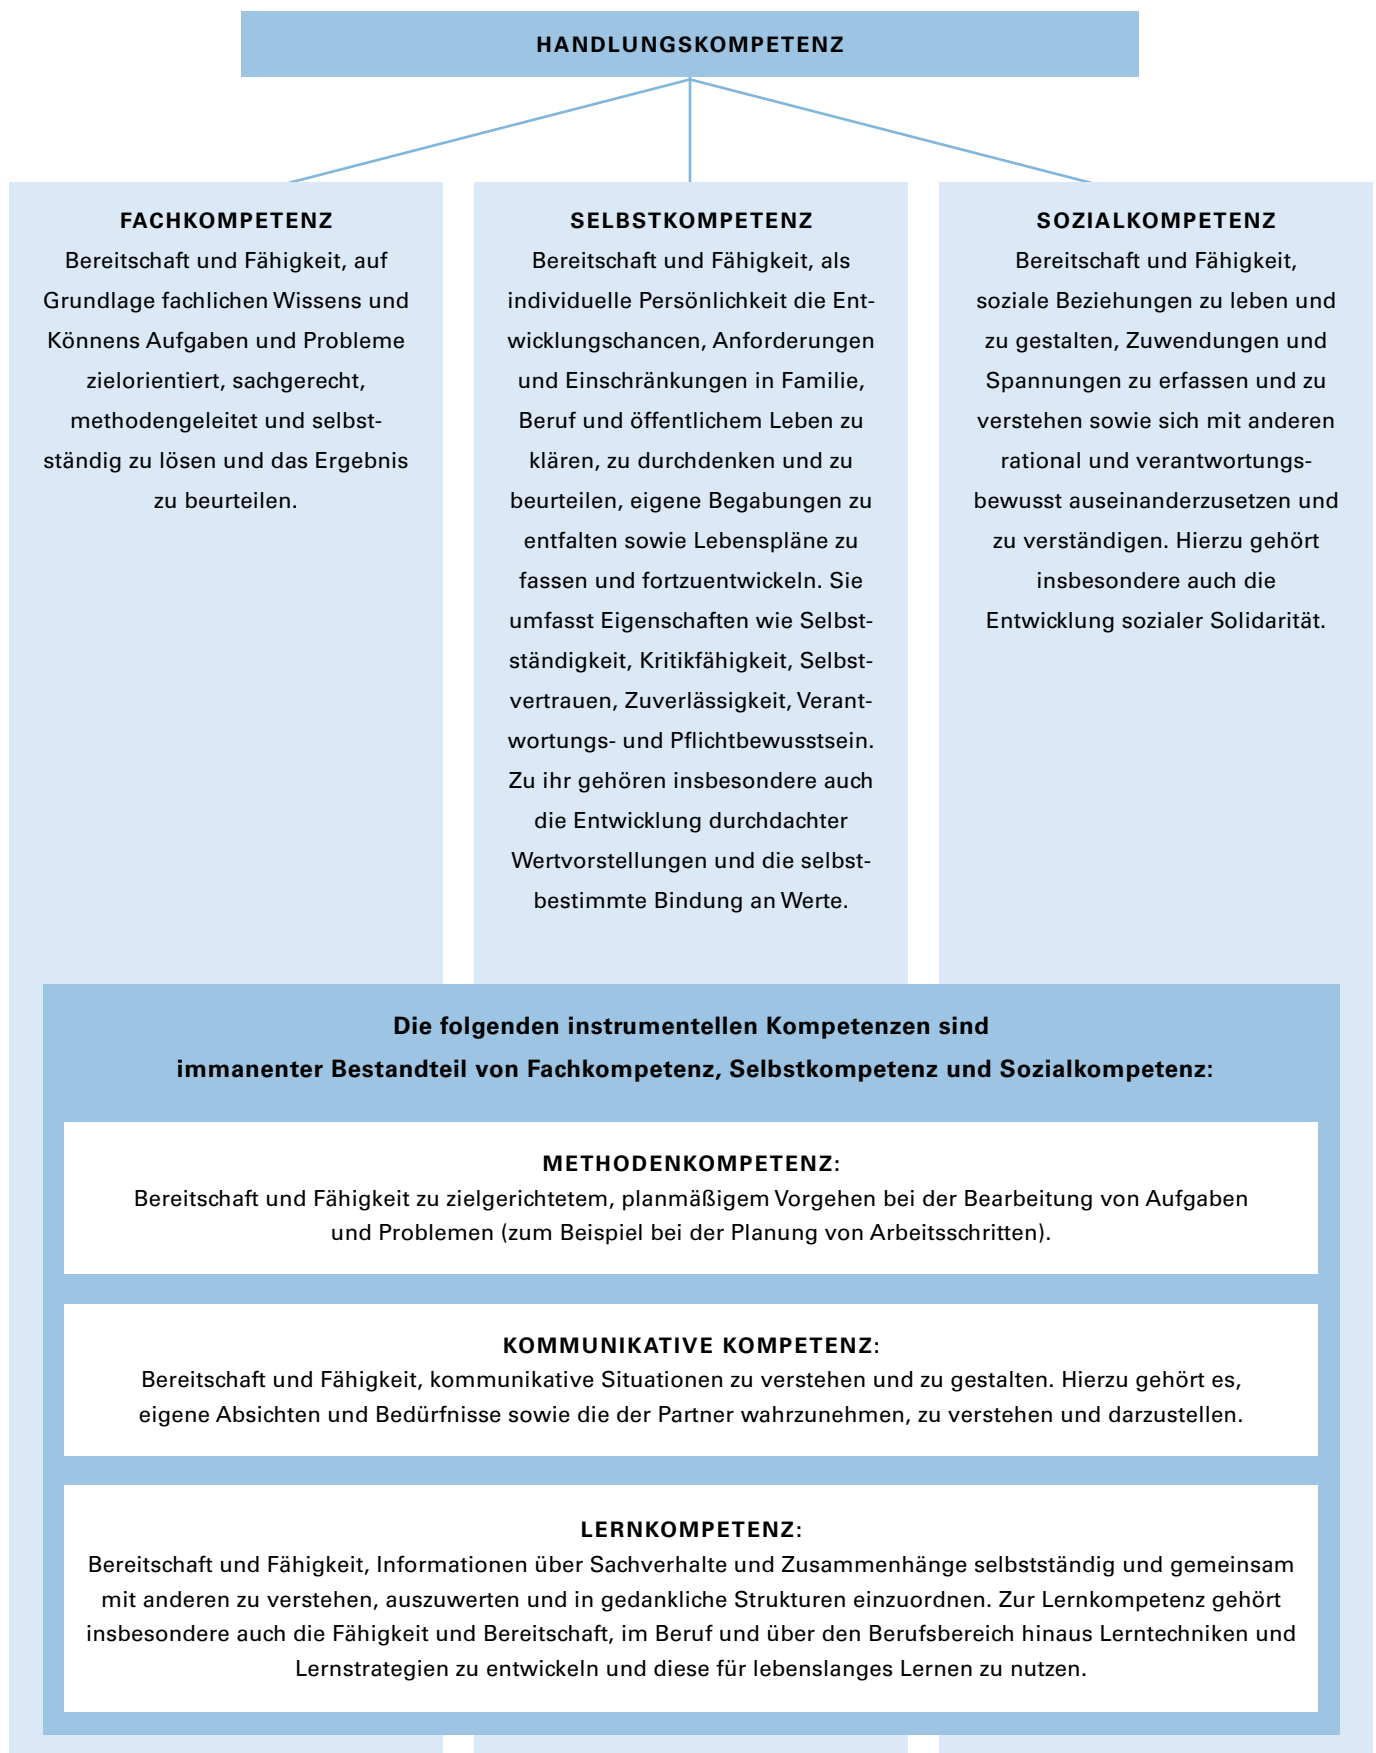 HANDLUNGSKOMPETENZ
FACHKOMPETENZ
Bereitschaft und Fähigkeit, auf
Grundlage fachlichen Wissens und
Könnens Aufgaben und Probleme
zielorientiert, sachgerecht,
methodengeleitet und selbst-
ständig zu lösen und das Ergebnis
zu beurteilen.
SELBSTKOMPETENZ
Bereitschaft und Fähigkeit, als
individuelle Persönlichkeit die Ent-
wicklungschancen, Anforderungen
und Einschränkungen in Familie,
Beruf und öffentlichem Leben zu
klären, zu durchdenken und zu
beurteilen, eigene Begabungen zu
entfalten sowie Lebenspläne zu
fassen und fortzuentwickeln. Sie
umfasst Eigenschaften wie Selbst-
ständigkeit, Kritikfähigkeit, Selbst-
vertrauen, Zuverlässigkeit, Verant-
wortungs- und Pflichtbewusstsein.
Zu ihr gehören insbesondere auch
die Entwicklung durchdachter
Wertvorstellungen und die selbst-
bestimmte Bindung an Werte.
SOZIALKOMPETENZ
Bereitschaft und Fähigkeit,
soziale Beziehungen zu leben und
zu gestalten, Zuwendungen und
Spannungen zu erfassen und zu
verstehen sowie sich mit anderen
rational und verantwortungs-
bewusst auseinanderzusetzen und
zu verständigen. Hierzu gehört
insbesondere auch die
Entwicklung sozialer Solidarität.
Die folgenden instrumentellen Kompetenzen sind
immanenter Bestandteil von Fachkompetenz, Selbstkompetenz und Sozialkompetenz:
METHODENKOMPETENZ:
Bereitschaft und Fähigkeit zu zielgerichtetem, planmäßigem Vorgehen bei der Bearbeitung von Aufgaben
und Problemen (zum Beispiel bei der Planung von Arbeitsschritten).
KOMMUNIKATIVE KOMPETENZ:
Bereitschaft und Fähigkeit, kommunikative Situationen zu verstehen und zu gestalten. Hierzu gehört es,
eigene Absichten und Bedürfnisse sowie die der Partner wahrzunehmen, zu verstehen und darzustellen.
LERNKOMPETENZ:
Bereitschaft und Fähigkeit, Informationen über Sachverhalte und Zusammenhänge selbstständig und gemeinsam
mit anderen zu verstehen, auszuwerten und in gedankliche Strukturen einzuordnen. Zur Lernkompetenz gehört
insbesondere auch die Fähigkeit und Bereitschaft, im Beruf und über den Berufsbereich hinaus Lerntechniken und
Lernstrategien zu entwickeln und diese für lebenslanges Lernen zu nutzen.